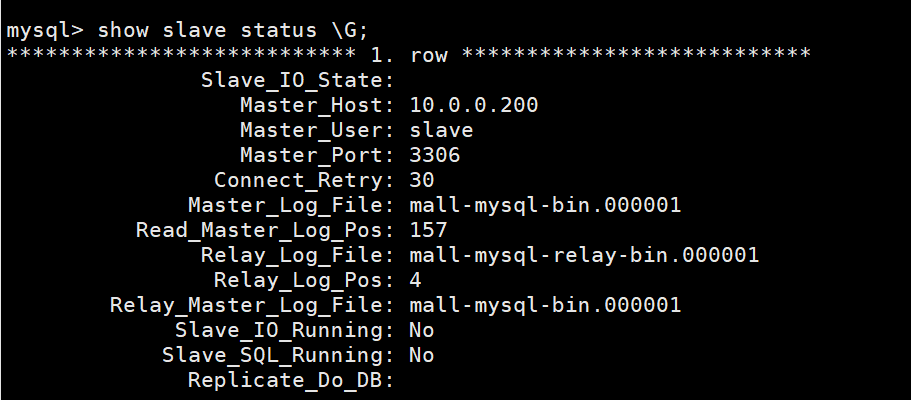 mysql> show slave status \G;
*************************** 1. row ***************************
Slave_IO_State:
Master_Host: 10.0.0.200
Master_User: slave
Master_Port: 3306
Connect_Retry: 30
Master_Log_File: mall-mysql-bin.000001
Read_Master_Log_Pos: 157
Relay_Log_File: mall-mysql-relay-bin.000001
Relay_Log_Pos: 4
Relay_Master_Log_File: mall-mysql-bin.000001
Slave_IO_Running: No
Slave_SQL_Running: No
Replicate_Do_DB: